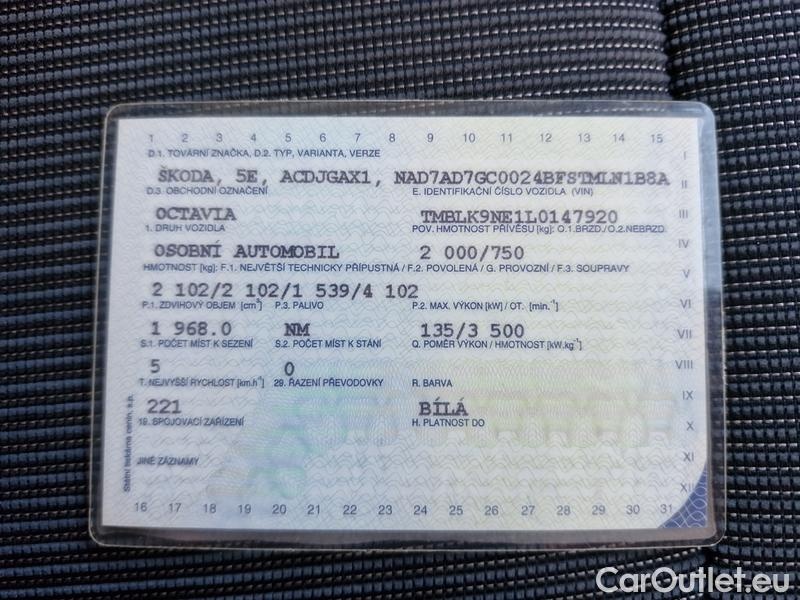 1 2 3 4 5 6 7 8 9 10 11 12 13 14 15
D.1. TOVÁRNÍ ZNAČKA, D.2. TYP, VARIANTA, VERZE
I
ŠKODA, 5E, ACDJGAX1, NAD7AD7GC0024BFSTMLN1B8A
II
D.3. OBCHODNÍ OZNAČENÍ E. IDENTIFIKAČNÍ ČÍSLO VOZIDLA (VIN)
OCTAVIA TMBLK9NE1L0147920
III
1. DRUH VOZIDLA POV. HMOTNOST PŘÍVĚSU [kg]: O.1.BRZD./O.2.NEBRZD.
OSOBNÍ AUTOMOBIL 2 000/750
IV
HMOTNOST [kg]: F.1. NEJVĚTŠÍ TECHNICKY PŘÍPUSTNÁ / F.2. POVOLENÁ / G. PROVOZNÍ / F.3. SOUPRAVY
V
2 102/2 102/1 539/4 102
VI
P.1. ZDVIHOVÝ OBJEM [cm³] P.3. PALIVO P.2. MAX. VÝKON [kW] / OT. [min.⁻¹]
1 968.0 NM 135/3 500
VII
S.1. POČET MÍST K SEZENÍ S.2. POČET MÍST K STÁNÍ Q. POMĚR VÝKON / HMOTNOST [kW.kg⁻¹]
5 0
VIII
T. NEJVYŠŠÍ RYCHLOST [km.h⁻¹] 29. ŘAZENÍ PŘEVODOVKY R. BARVA
IX
221 BÍLÁ
19. SPOJOVACÍ ZAŘÍZENÍ H. PLATNOST DO
X
JINÉ ZÁZNAMY
XI
XII
Státní tiskárna cenin, s.p.
16 17 18 19 20 21 22 23 24 25 26 27 28 29 30 31
CarOutlet.eu